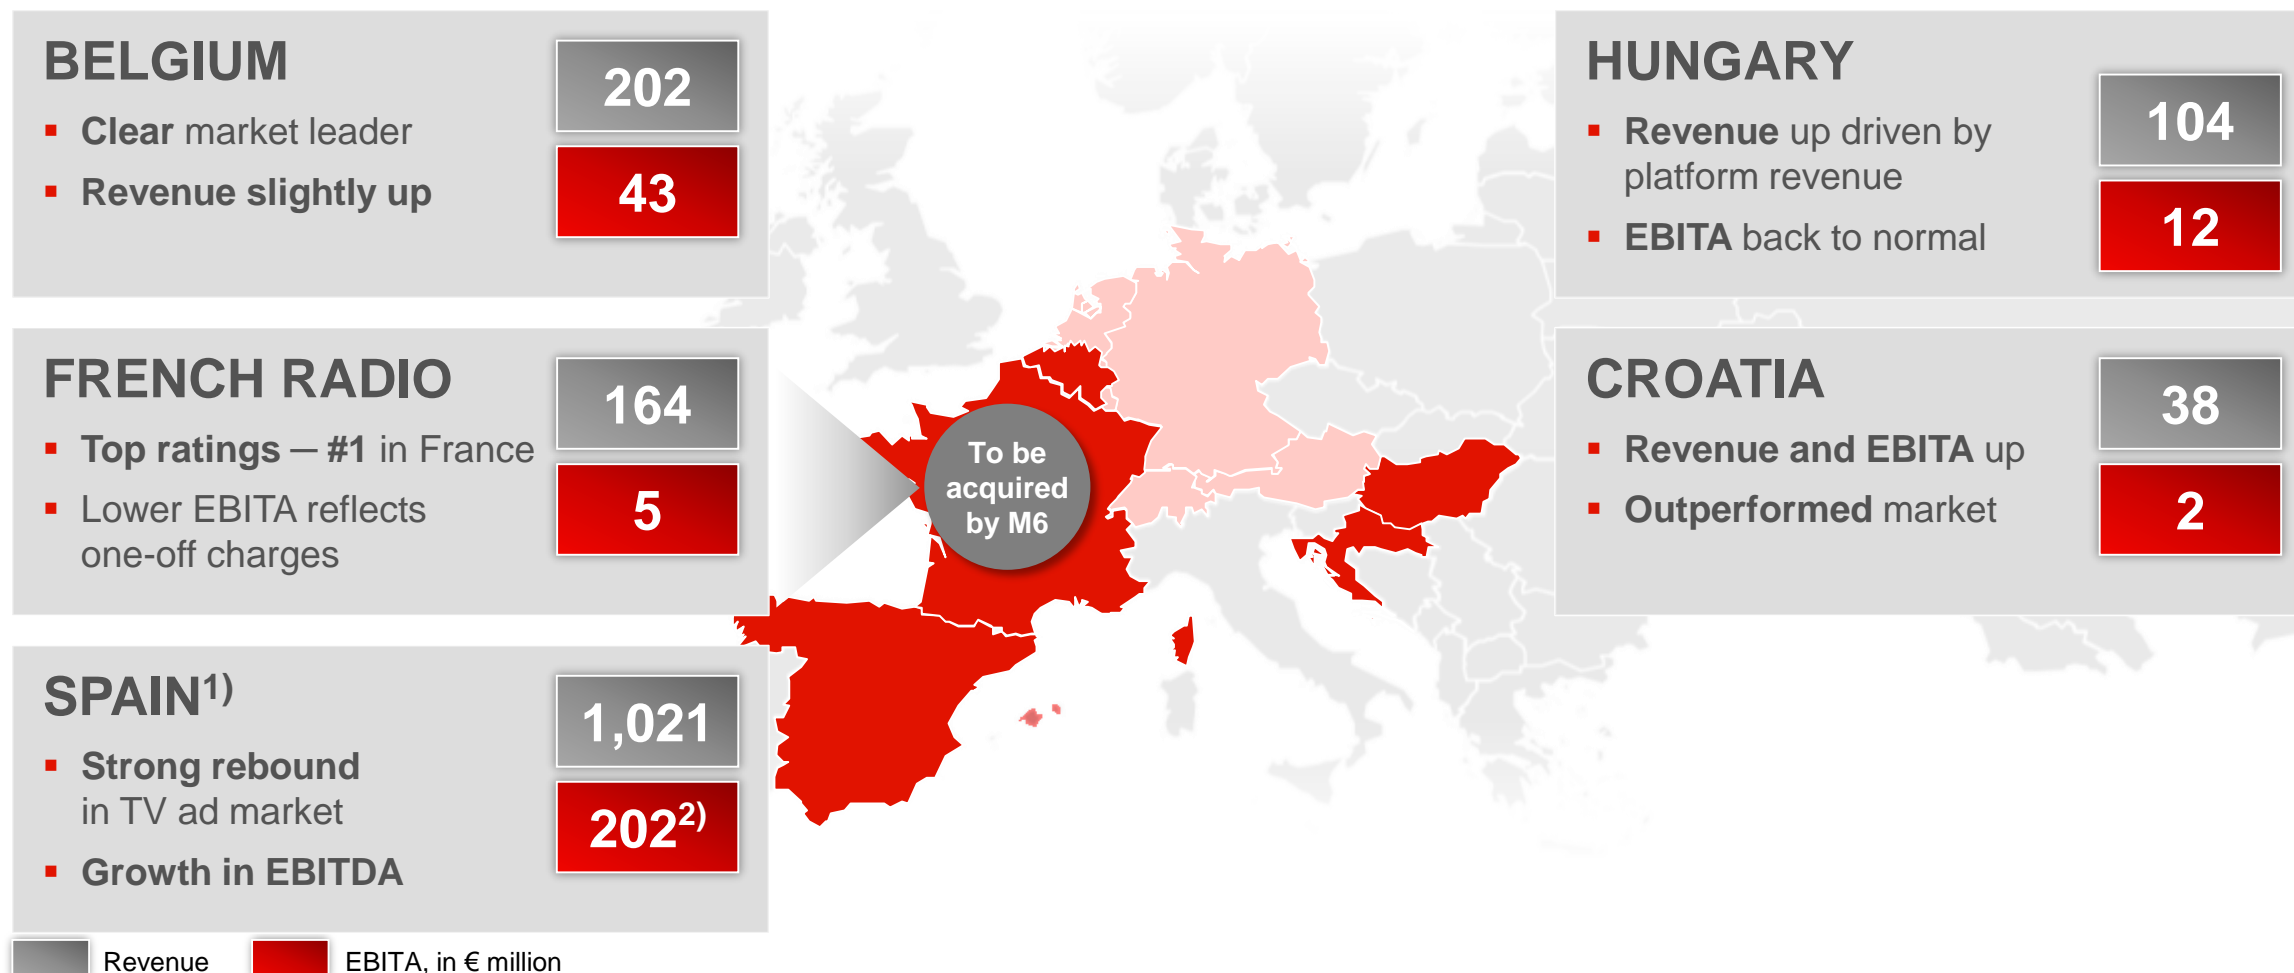 BELGIUM
▪ Clear market leader
▪ Revenue slightly up
202
43
FRENCH RADIO
▪ Top ratings — #1 in France
▪ Lower EBITA reflects
one-off charges
164
5
SPAIN1)
▪ Strong rebound
in TV ad market
▪ Growth in EBITDA
1,021
2022)
To be
acquired
by M6
HUNGARY
▪ Revenue up driven by
platform revenue
▪ EBITA back to normal
104
12
CROATIA
▪ Revenue and EBITA up
▪ Outperformed market
38
2
Revenue
EBITA, in € million